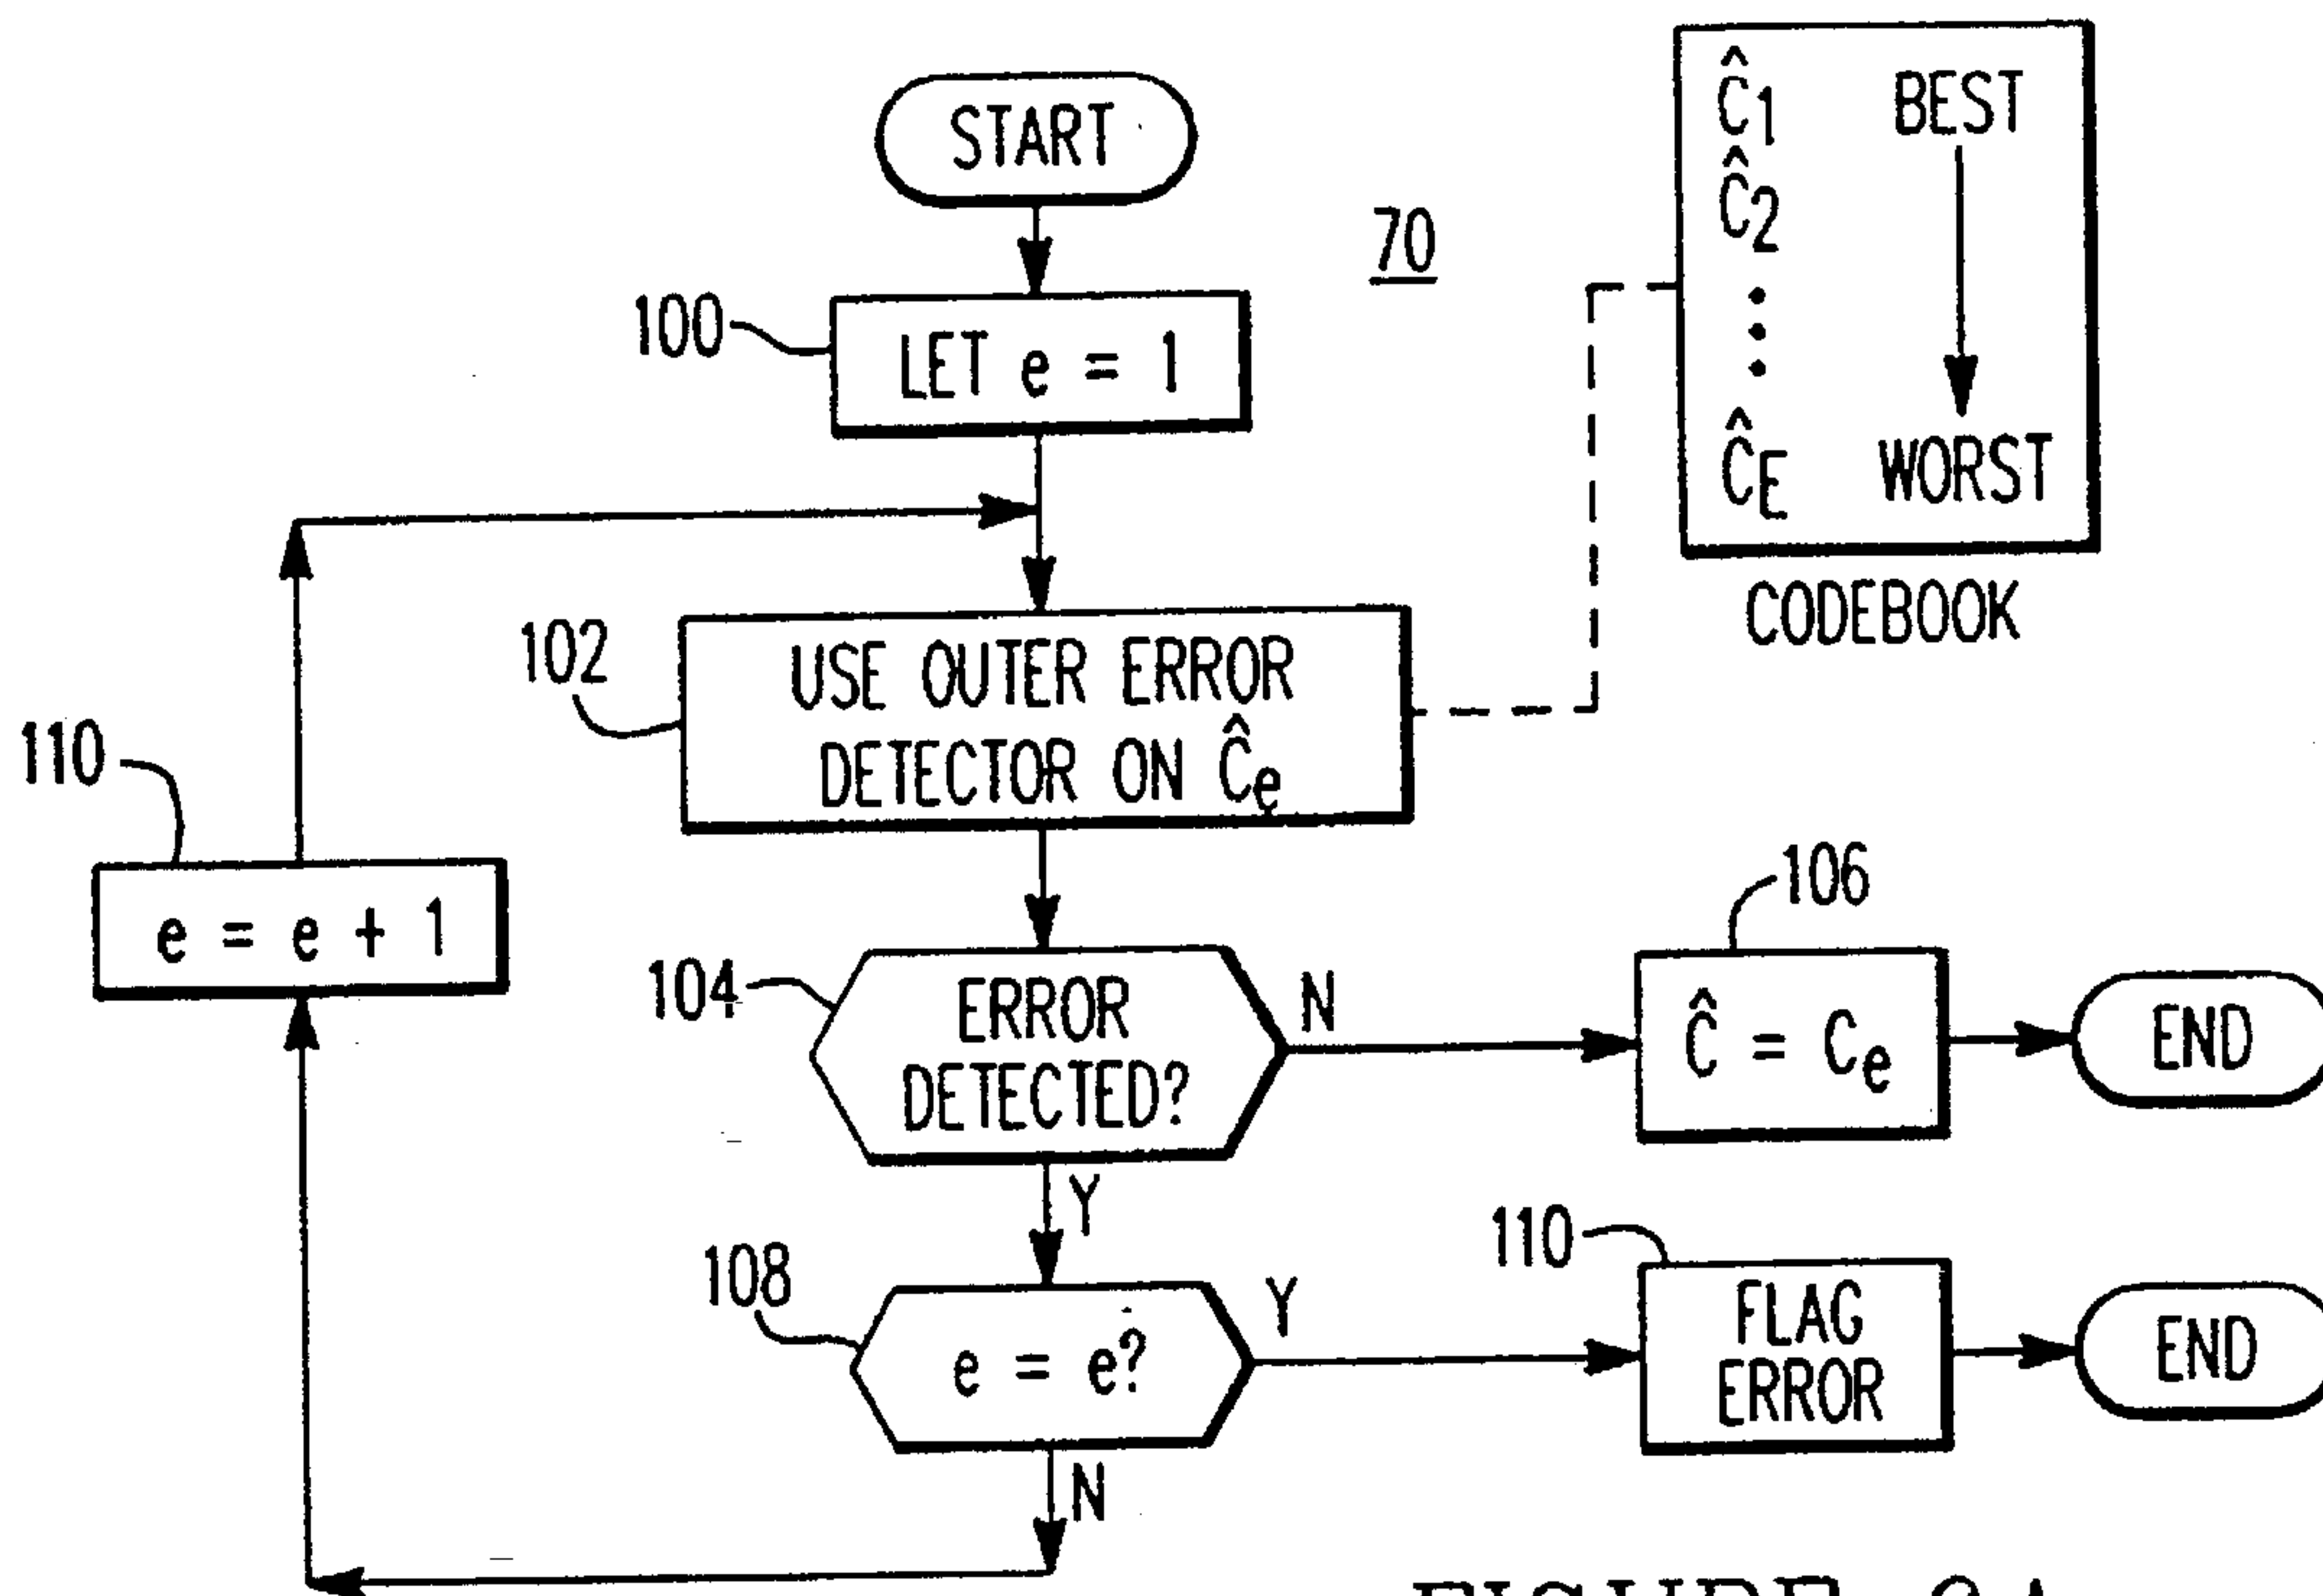 START
70
100
LET e = 1
Ĉ1 BEST
Ĉ2
ĈE WORST
CODEBOOK
102
USE OUTER ERROR
DETECTOR ON Ĉe
110
e = e + 1
104
ERROR
DETECTED?
N
106
Ĉ = Ce
END
Y
108
e = e?
Y
110
FLAG
ERROR
END
N